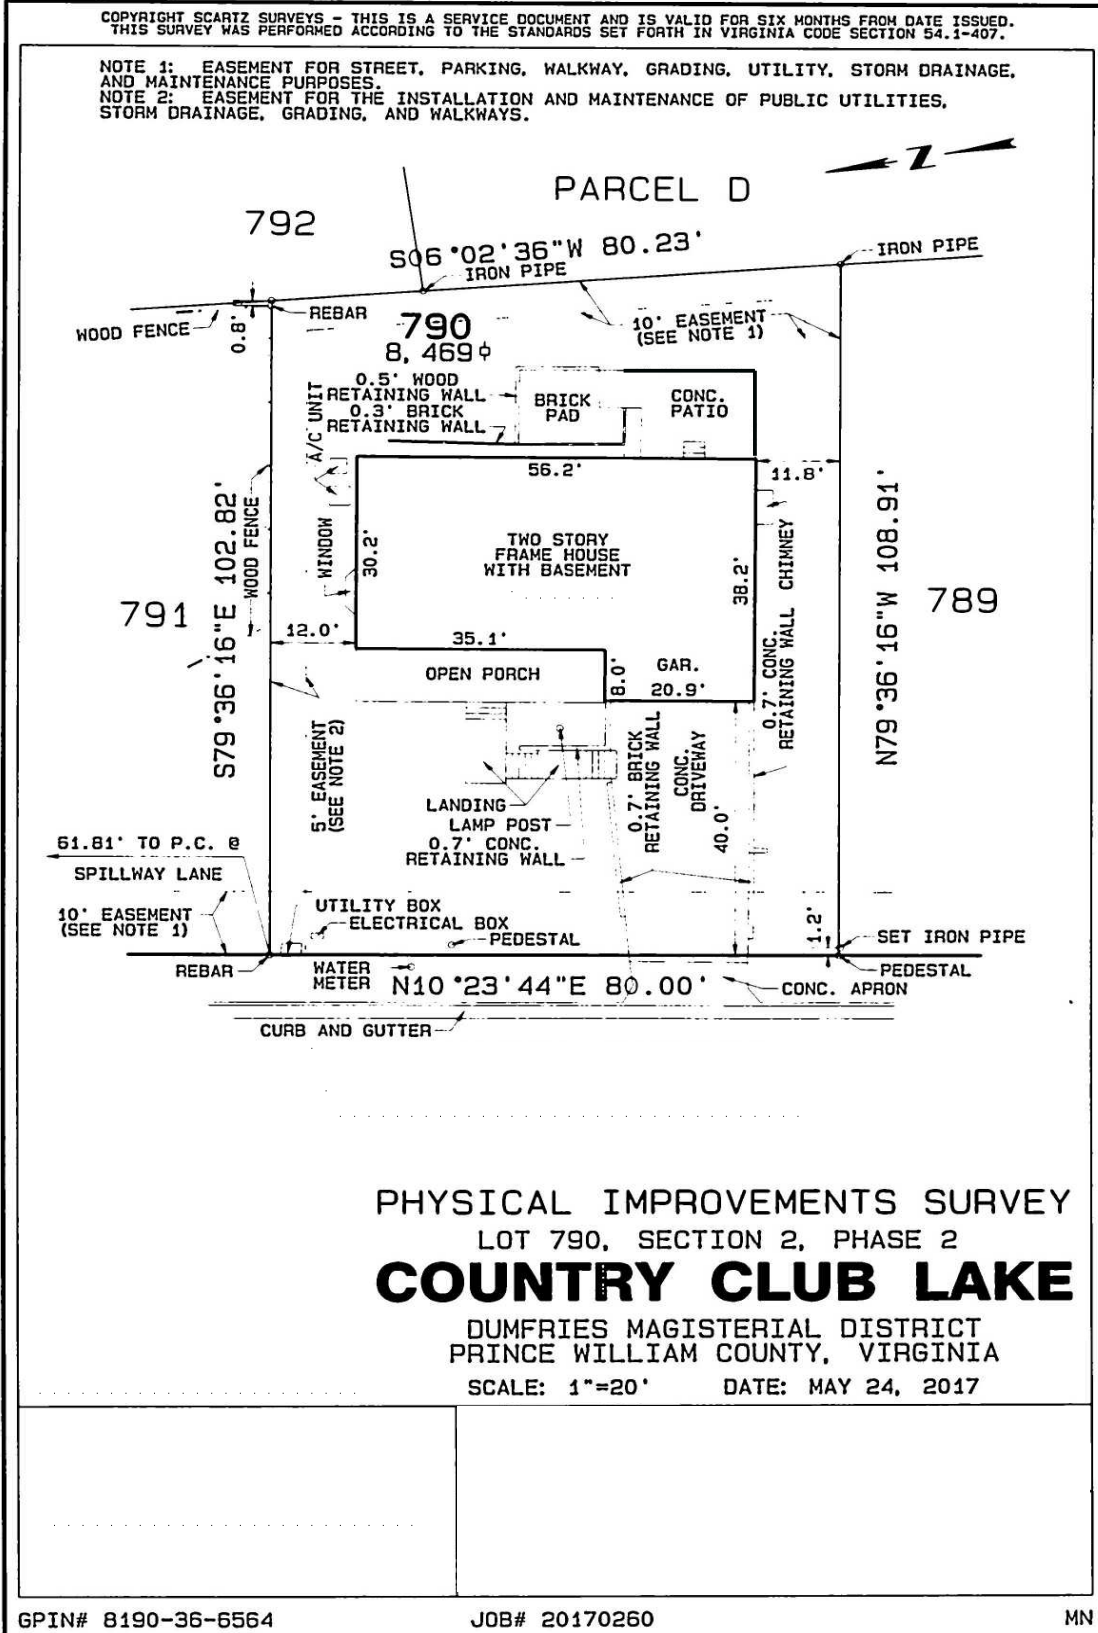 COPYRIGHT SCARTZ SURVEYS - THIS IS A SERVICE DOCUMENT AND IS VALID FOR SIX MONTHS FROM DATE ISSUED.
THIS SURVEY WAS PERFORMED ACCORDING TO THE STANDARDS SET FORTH IN VIRGINIA CODE SECTION 54.1-407.
NOTE 1: EASEMENT FOR STREET, PARKING, WALKWAY, GRADING, UTILITY, STORM DRAINAGE,
AND MAINTENANCE PURPOSES.
NOTE 2: EASEMENT FOR THE INSTALLATION AND MAINTENANCE OF PUBLIC UTILITIES,
STORM DRAINAGE, GRADING, AND WALKWAYS.
N
PARCEL D
792
S06°02'36"W 80.23'
IRON PIPE
IRON PIPE
WOOD FENCE
0.8'
REBAR
790
8,469⌽
10' EASEMENT
(SEE NOTE 1)
0.5' WOOD
RETAINING WALL
0.3' BRICK
RETAINING WALL
BRICK
PAD
CONC.
PATIO
A/C UNIT
56.2'
11.8'
S79°36'16"E 102.82'
WOOD FENCE
WINDOW
30.2'
TWO STORY
FRAME HOUSE
WITH BASEMENT
38.2'
CHIMNEY
N79°36'16"W 108.91'
791
789
12.0'
35.1'
OPEN PORCH
8.0'
GAR.
20.9'
0.7' CONC.
RETAINING WALL
5' EASEMENT
(SEE NOTE 2)
LANDING
LAMP POST
0.7' CONC.
RETAINING WALL
0.7' BRICK
RETAINING WALL
CONC.
DRIVEWAY
40.0'
61.81' TO P.C. @
SPILLWAY LANE
10' EASEMENT
(SEE NOTE 1)
UTILITY BOX
ELECTRICAL BOX
PEDESTAL
1.2'
SET IRON PIPE
REBAR
WATER
METER
N10°23'44"E 80.00'
PEDESTAL
CONC. APRON
CURB AND GUTTER
PHYSICAL IMPROVEMENTS SURVEY
LOT 790, SECTION 2, PHASE 2
COUNTRY CLUB LAKE
DUMFRIES MAGISTERIAL DISTRICT
PRINCE WILLIAM COUNTY, VIRGINIA
SCALE: 1"=20' DATE: MAY 24, 2017
GPIN# 8190-36-6564 JOB# 20170260 MN